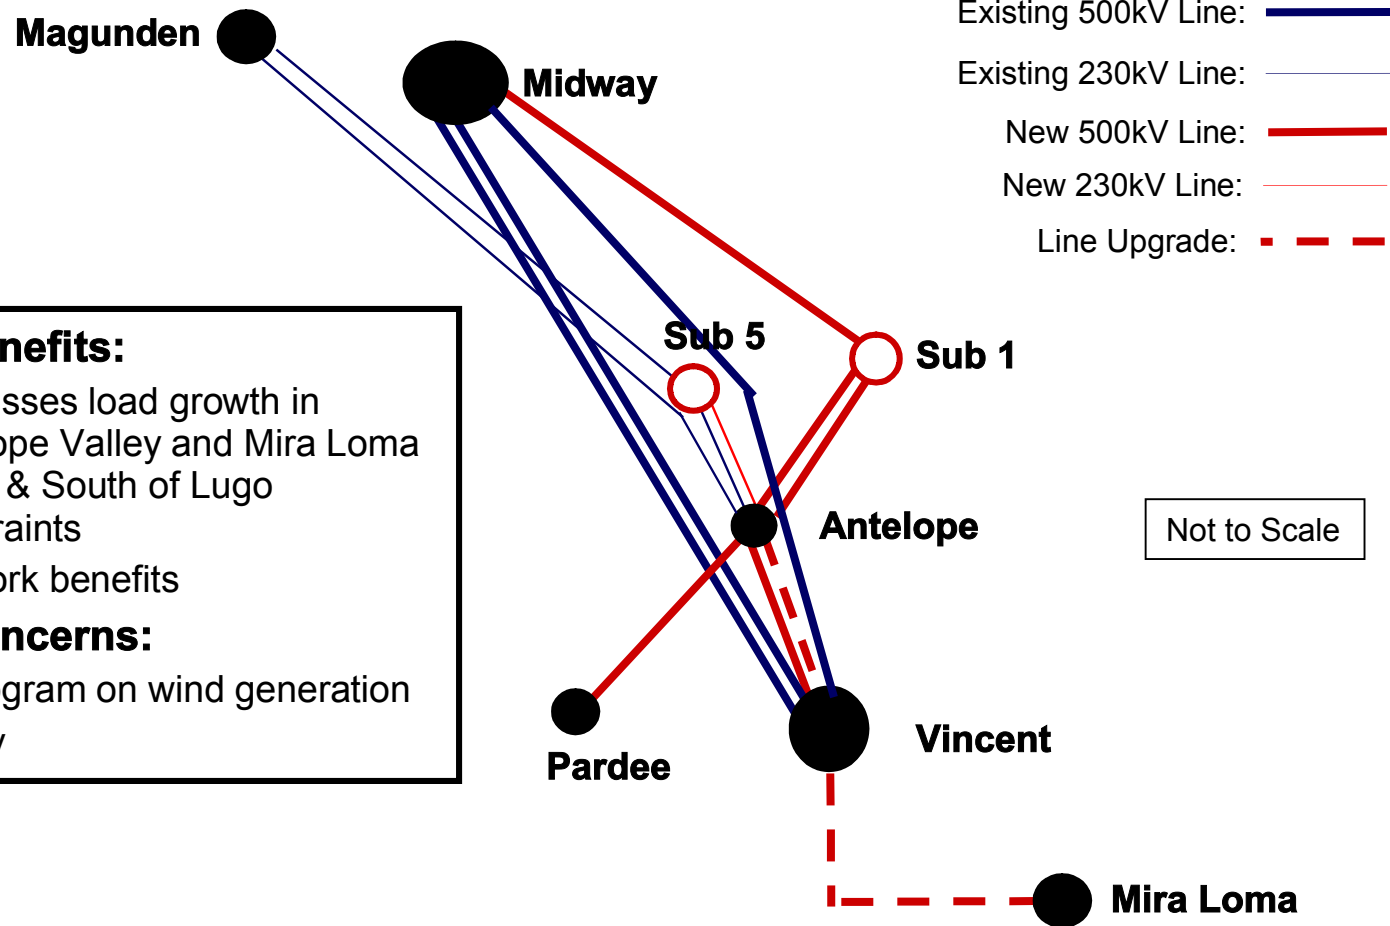 Magunden
Midway
Existing 500kV Line:
Existing 230kV Line:
New 500kV Line:
New 230kV Line:
Line Upgrade:
Sub 5
Sub 1
nefits:
sses load growth in
ope Valley and Mira Loma
& South of Lugo
raints
ork benefits
ncerns:
gram on wind generation
Antelope
Not to Scale
Pardee
Vincent
Mira Loma